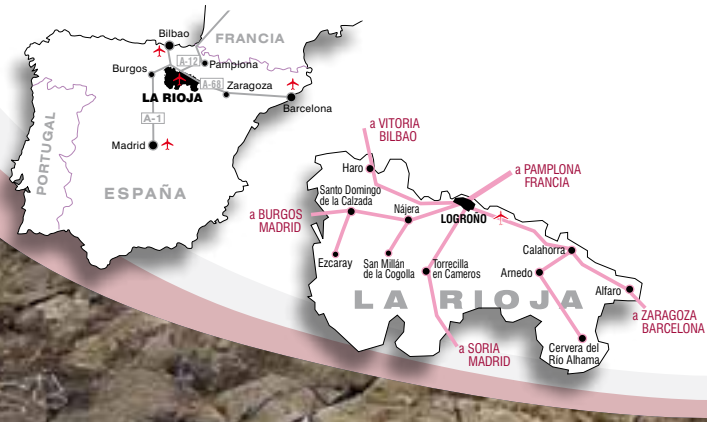 Bilbao
FRANCIA
A-12
Pamplona
Burgos
A-68
Zaragoza
LA RIOJA
Barcelona
A-1
Madrid
PORTUGAL
ESPAÑA
a VITORIA
BILBAO
Haro
a PAMPLONA
FRANCIA
Santo Domingo
de la Calzada
Nájera
LOGROÑO
a BURGOS
MADRID
Calahorra
Ezcaray
San Millán
de la Cogolla
Torrecilla
en Cameros
Arnedo
Alfaro
LA RIOJA
a ZARAGOZA
BARCELONA
a SORIA
MADRID
Cervera del
Río Alhama